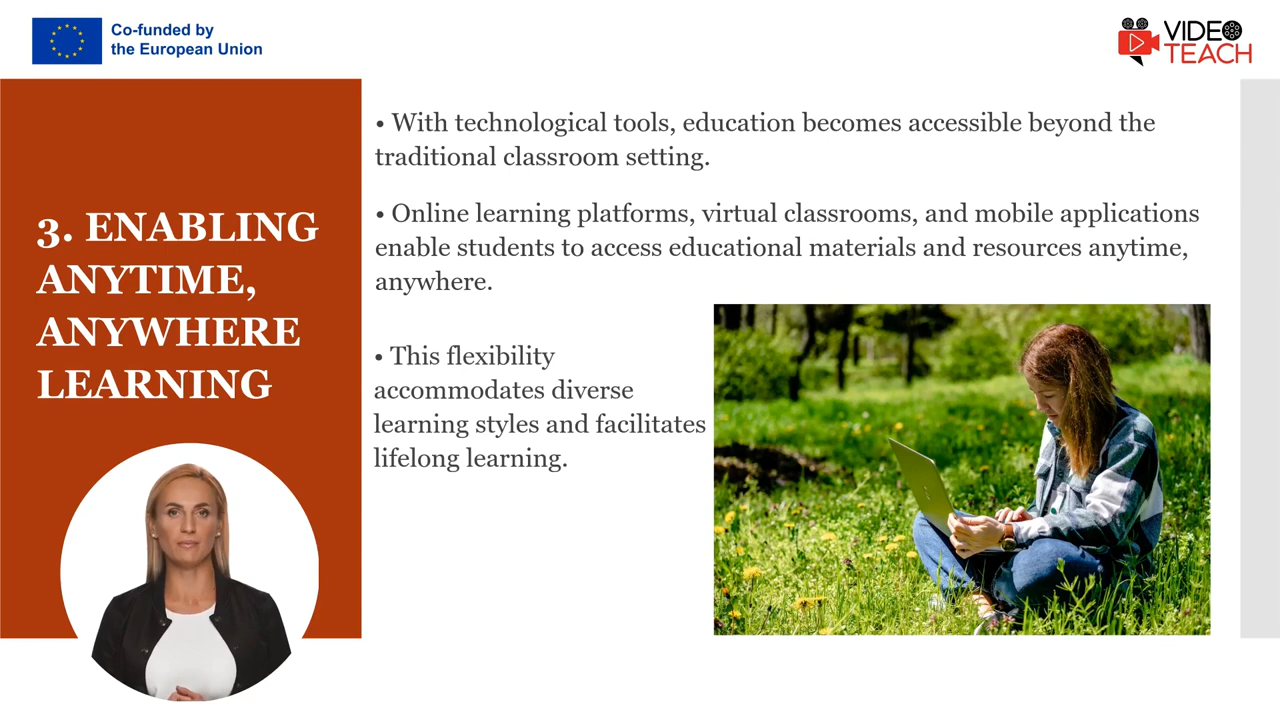 Co-funded by
the European Union
VIDEO
TEACH
3. ENABLING
ANYTIME,
ANYWHERE
LEARNING
• With technological tools, education becomes accessible beyond the
traditional classroom setting.
• Online learning platforms, virtual classrooms, and mobile applications
enable students to access educational materials and resources anytime,
anywhere.
• This flexibility
accommodates diverse
learning styles and facilitates
lifelong learning.